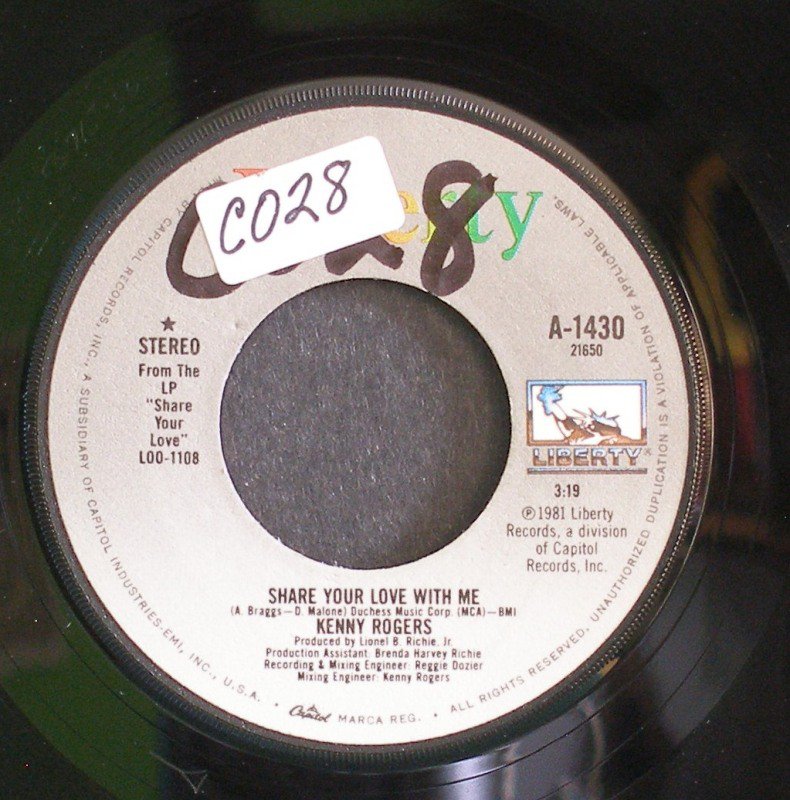 C028
C028
erty
★
STEREO
From The
LP
"Share
Your
Love"
LOO-1108
A-1430
21650
LIBERTY®
3:19
℗1981 Liberty
Records, a division
of Capitol
Records, Inc.
SHARE YOUR LOVE WITH ME
(A. Braggs—D. Malone) Duchess Music Corp. (MCA)—BMI
KENNY ROGERS
Produced by Lionel B. Richie, Jr.
Production Assistant: Brenda Harvey Richie
Recording & Mixing Engineer: Reggie Dozier
Mixing Engineer: Kenny Rogers
BY CAPITOL RECORDS, INC., A SUBSIDIARY OF CAPITOL INDUSTRIES-EMI, INC., U.S.A. • Capitol MARCA REG. • ALL RIGHTS RESERVED. UNAUTHORIZED DUPLICATION IS A VIOLATION OF APPLICABLE LAWS.